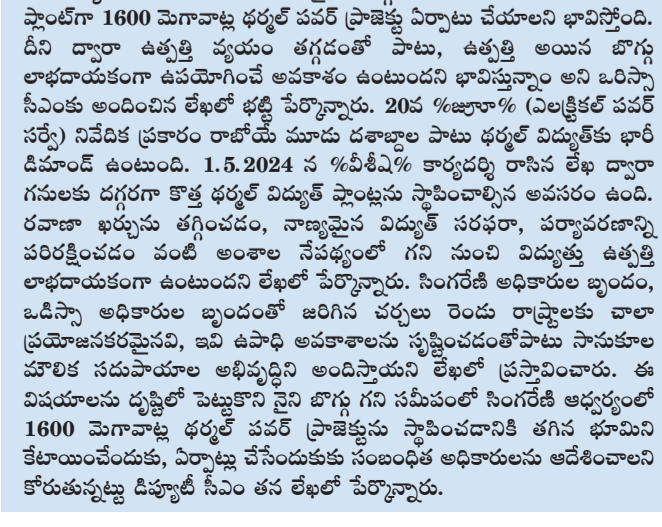 ప్లాంట్‌గా 1600 మెగావాట్ల థర్మల్ పవర్ ప్రాజెక్టు ఏర్పాటు చేయాలని భావిస్తోంది.
దీని ద్వారా ఉత్పత్తి వ్యయం తగ్గడంతో పాటు, ఉత్పత్తి అయిన బొగ్గు
లాభదాయకంగా ఉపయోగించే అవకాశం ఉంటుందని భావిస్తున్నాం అని ఒరిస్సా
సీఎంకు అందించిన లేఖలో భట్టి పేర్కొన్నారు. 20వ %జూూ% (ఎలక్ట్రికల్ పవర్
సర్వే) నివేదిక ప్రకారం రాబోయే మూడు దశాబ్దాల పాటు థర్మల్ విద్యుత్‌కు భారీ
డిమాండ్ ఉంటుంది. 1.5.2024 న %వీశీష% కార్యదర్శి రాసిన లేఖ ద్వారా
గనులకు దగ్గరగా కొత్త థర్మల్ విద్యుత్ ప్లాంట్లను స్థాపించాల్సిన అవసరం ఉంది.
రవాణా ఖర్చును తగ్గించడం, నాణ్యమైన విద్యుత్ సరఫరా, పర్యావరణాన్ని
పరిరక్షించడం వంటి అంశాల నేపథ్యంలో గని నుంచి విద్యుత్తు ఉత్పత్తి
లాభదాయకంగా ఉంటుందని లేఖలో పేర్కొన్నారు. సింగరేణి అధికారుల బృందం,
ఒడిస్సా అధికారుల బృందంతో జరిగిన చర్చలు రెండు రాష్ట్రాలకు చాలా
ప్రయోజనకరమైనవి, ఇవి ఉపాధి అవకాశాలను సృష్టించడంతోపాటు సానుకూల
మౌలిక సదుపాయాల అభివృద్ధిని అందిస్తాయని లేఖలో ప్రస్తావించారు. ఈ
విషయాలను దృష్టిలో పెట్టుకొని నైని బొగ్గు గని సమీపంలో సింగరేణి ఆధ్వర్యంలో
1600 మెగావాట్ల థర్మల్ పవర్ ప్రాజెక్టును స్థాపించడానికి తగిన భూమిని
కేటాయించేందుకు, ఏర్పాట్లు చేసేందుకుకు సంబంధిత అధికారులను ఆదేశించాలని
కోరుతున్నట్టు డిప్యూటీ సీఎం తన లేఖలో పేర్కొన్నారు.